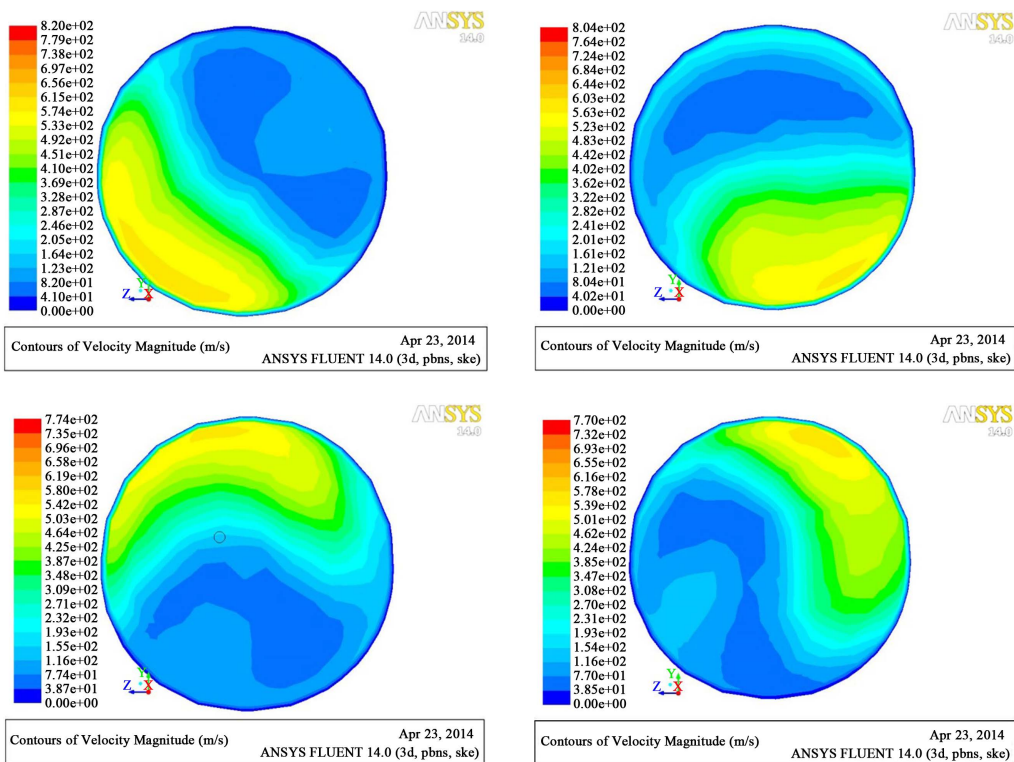 8.20e+02
7.79e+02
7.38e+02
6.97e+02
6.56e+02
6.15e+02
5.74e+02
5.33e+02
4.92e+02
4.51e+02
4.10e+02
3.69e+02
3.28e+02
2.87e+02
2.46e+02
2.05e+02
1.64e+02
1.23e+02
8.20e+01
4.10e+01
0.00e+00
ANSYS
14.0
Y
Z X
Contours of Velocity Magnitude (m/s)
Apr 23, 2014
ANSYS FLUENT 14.0 (3d, pbns, ske)
8.04e+02
7.64e+02
7.24e+02
6.84e+02
6.44e+02
6.03e+02
5.63e+02
5.23e+02
4.83e+02
4.42e+02
4.02e+02
3.62e+02
3.22e+02
2.81e+02
2.41e+02
2.01e+02
1.61e+02
1.21e+02
8.04e+01
4.02e+01
0.00e+00
ANSYS
14.0
Y
Z X
Contours of Velocity Magnitude (m/s)
Apr 23, 2014
ANSYS FLUENT 14.0 (3d, pbns, ske)
7.74e+02
7.35e+02
6.96e+02
6.58e+02
6.19e+02
5.80e+02
5.42e+02
5.03e+02
4.64e+02
4.25e+02
3.87e+02
3.48e+02
3.09e+02
2.71e+02
2.32e+02
1.93e+02
1.55e+02
1.16e+02
7.74e+01
3.87e+01
0.00e+00
ANSYS
14.0
Y
Z X
Contours of Velocity Magnitude (m/s)
Apr 23, 2014
ANSYS FLUENT 14.0 (3d, pbns, ske)
7.70e+02
7.32e+02
6.93e+02
6.55e+02
6.16e+02
5.78e+02
5.39e+02
5.01e+02
4.62e+02
4.24e+02
3.85e+02
3.47e+02
3.08e+02
2.70e+02
2.31e+02
1.93e+02
1.54e+02
1.16e+02
7.70e+01
3.85e+01
0.00e+00
ANSYS
14.0
Y
Z X
Contours of Velocity Magnitude (m/s)
Apr 23, 2014
ANSYS FLUENT 14.0 (3d, pbns, ske)